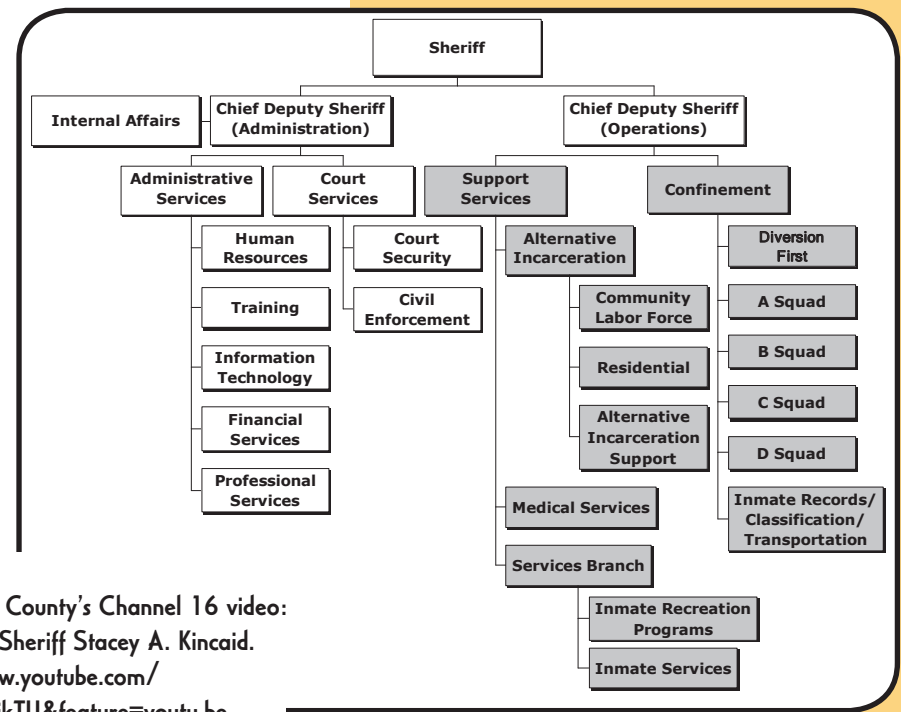 Sheriff
Internal Affairs
Chief Deputy Sheriff
(Administration)
Chief Deputy Sheriff
(Operations)
Administrative
Services
Court
Services
Support
Services
Confinement
Human
Resources
Training
Information
Technology
Financial
Services
Professional
Services
Court
Security
Civil
Enforcement
Alternative
Incarceration
Community
Labor Force
Residential
Alternative
Incarceration
Support
Medical Services
Services Branch
Inmate Recreation
Programs
Inmate Services
Diversion
First
A Squad
B Squad
C Squad
D Squad
Inmate Records/
Classification/
Transportation
County's Channel 16 video:
Sheriff Stacey A. Kincaid.
w.youtube.com/